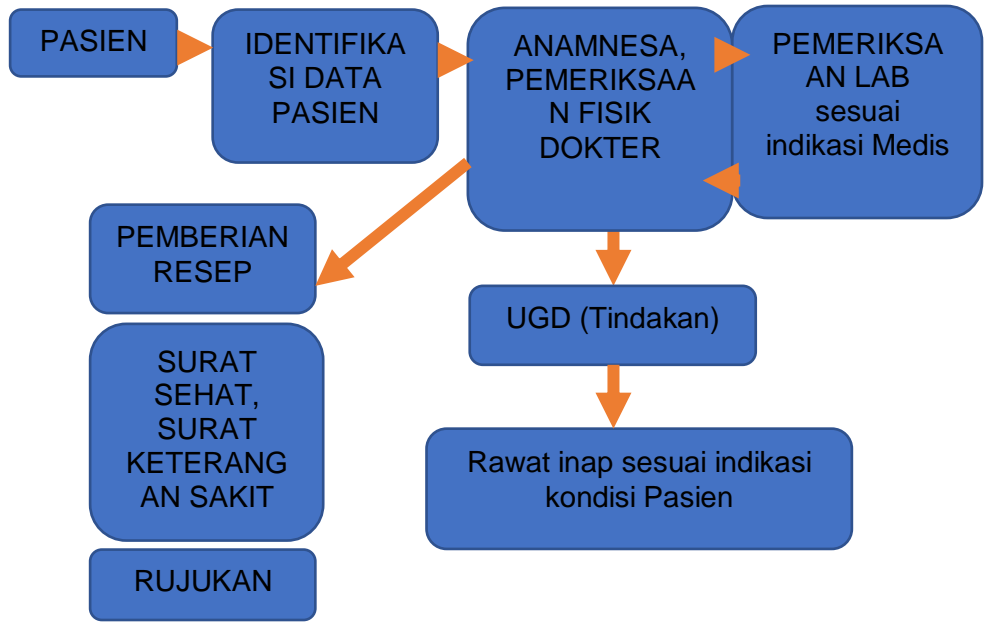 PASIEN
IDENTIFIKA
SI DATA
PASIEN
ANAMNESA,
PEMERIKSAA
N FISIK
DOKTER
PEMERIKSA
AN LAB
sesuai
indikasi Medis
PEMBERIAN
RESEP
SURAT
SEHAT,
SURAT
KETERANG
AN SAKIT
RUJUKAN
UGD (Tindakan)
Rawat inap sesuai indikasi
kondisi Pasien